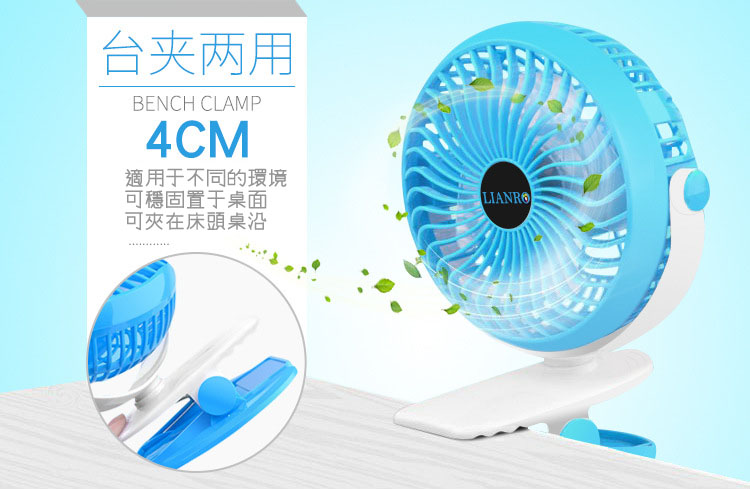 台夹两用
BENCH CLAMP
4CM
適用于不同的環境
可穩固置于桌面
可夾在床頭桌沿
............
LIANRO